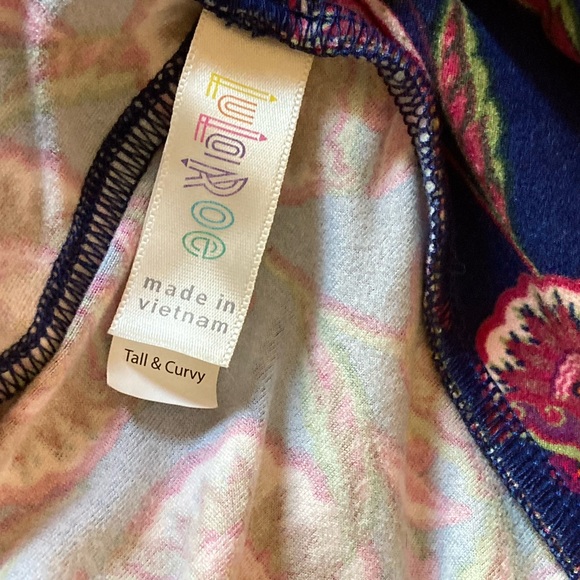 LuLaRoe
made in
vietnam
Tall & Curvy